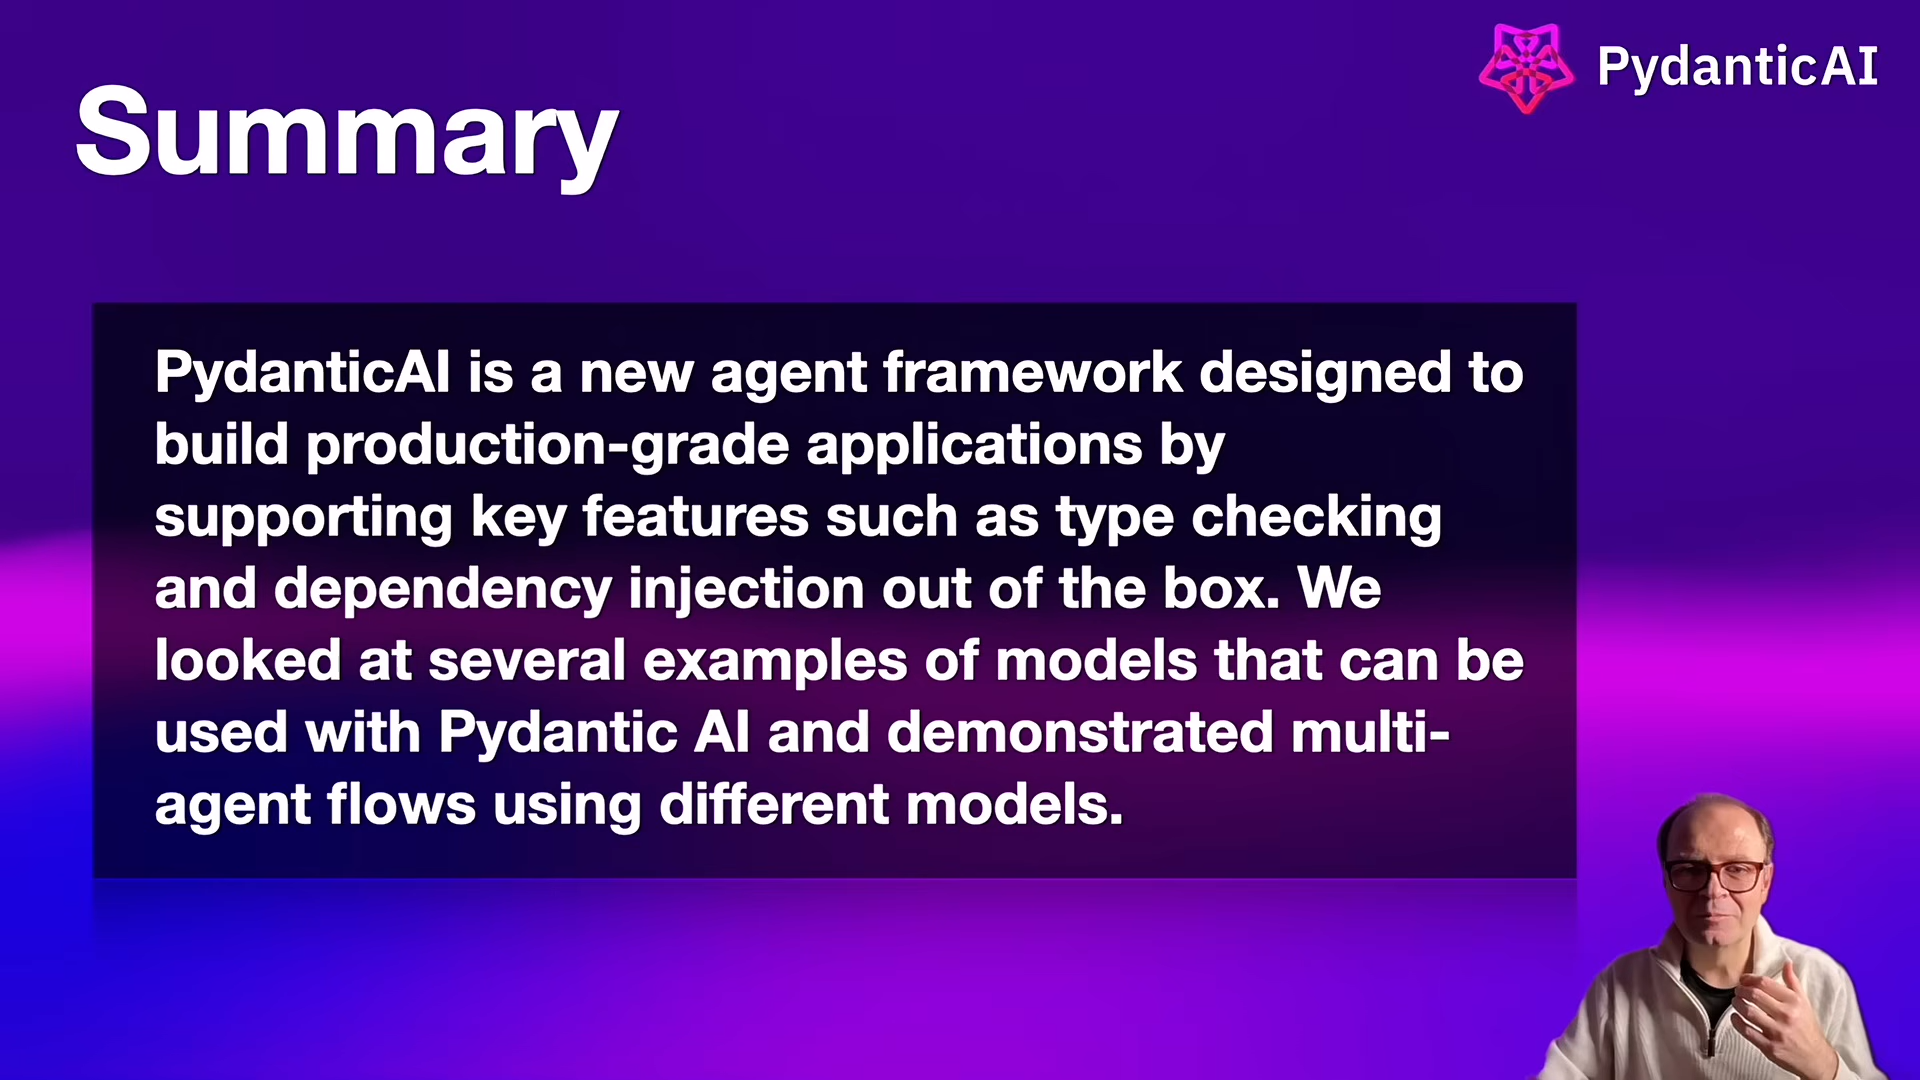 PydanticAI
Summary
PydanticAI is a new agent framework designed to
build production-grade applications by
supporting key features such as type checking
and dependency injection out of the box. We
looked at several examples of models that can be
used with Pydantic AI and demonstrated multi-
agent flows using different models.